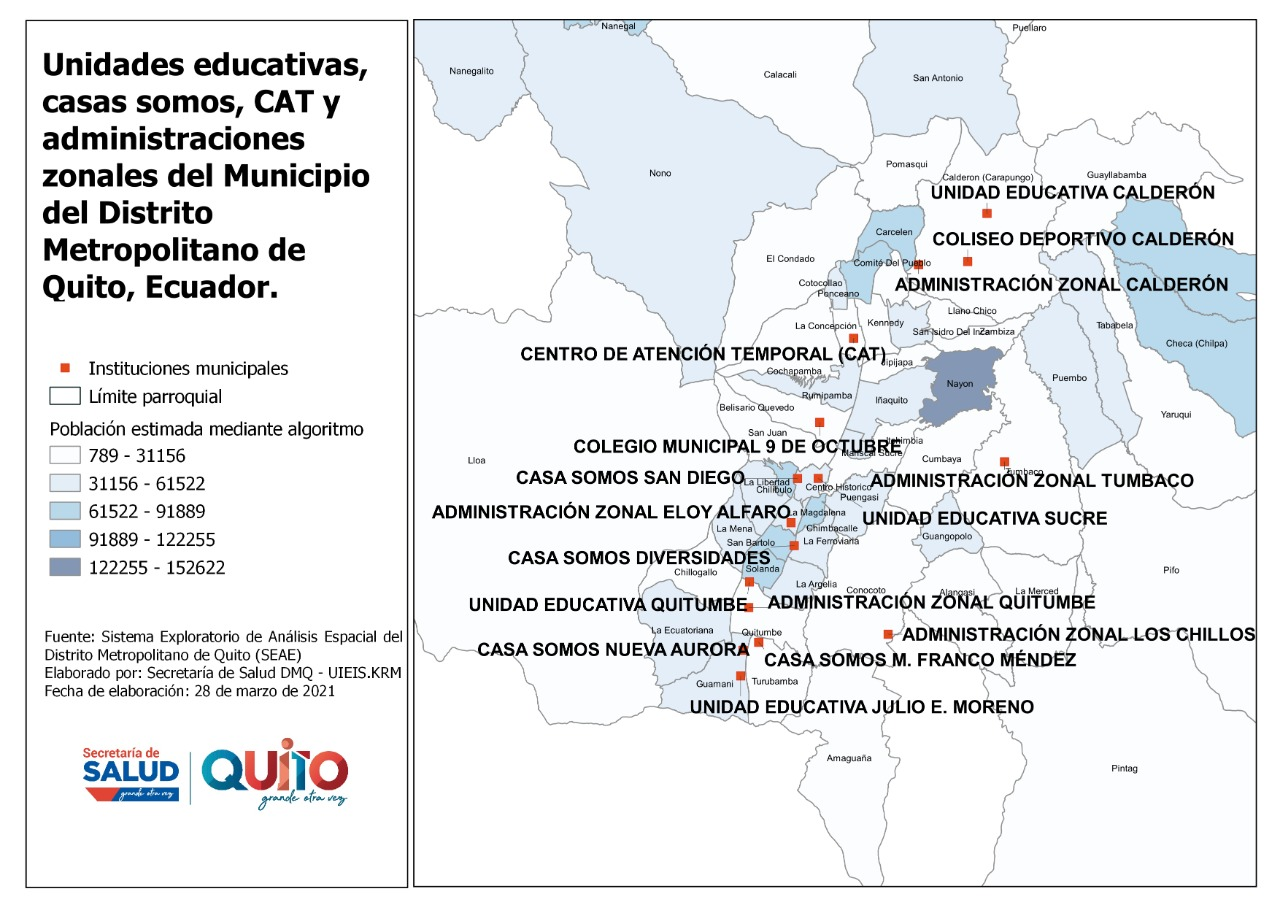 Unidades educativas,
casas somos, CAT y
administraciones
zonales del Municipio
del Distrito
Metropolitano de
Quito, Ecuador.
Instituciones municipales
Límite parroquial
Población estimada mediante algoritmo
789 - 31156
31156 - 61522
61522 - 91889
91889 - 122255
122255 - 152622
Fuente: Sistema Exploratorio de Análisis Espacial del
Distrito Metropolitano de Quito (SEAE)
Elaborado por: Secretaría de Salud DMQ - UIEIS.KRM
Fecha de elaboración: 28 de marzo de 2021
Secretaría de
SALUD
grande otra vez
QUITO
grande otra vez
Nanegal
Puellaro
Nanegalito
Calacali
San Antonio
Pomasqui
Nono
Calderon (Carapungo)
Guayllabamba
UNIDAD EDUCATIVA CALDERÓN
Carcelen
COLISEO DEPORTIVO CALDERÓN
El Condado
Comité Del Pueblo
Cotocollao
Ponceano
ADMINISTRACIÓN ZONAL CALDERÓN
Llano Chico
La Concepción
Kennedy
San Isidro Del Inca
Zambiza
Tababela
Checa (Chilpa)
CENTRO DE ATENCIÓN TEMPORAL (CAT)
Jipijapa
Cochapamba
Nayon
Puembo
Rumipamba
Iñaquito
Belisario Quevedo
Yaruqui
San Juan
Itchimbia
COLEGIO MUNICIPAL 9 DE OCTUBRE
Mariscal Sucre
Lloa
Cumbaya
Tumbaco
CASA SOMOS SAN DIEGO
La Libertad
Chilibulo
Centro Histórico
ADMINISTRACIÓN ZONAL TUMBACO
Puengasi
ADMINISTRACIÓN ZONAL ELOY ALFARO
La Magdalena
UNIDAD EDUCATIVA SUCRE
La Mena
Chimbacalle
Guangopolo
San Bartolo
La Ferroviaria
CASA SOMOS DIVERSIDADES
Solanda
Chillogallo
Pifo
La Argelia
Conocoto
Alangasi
La Merced
UNIDAD EDUCATIVA QUITUMBE
ADMINISTRACIÓN ZONAL QUITUMBE
La Ecuatoriana
Quitumbe
ADMINISTRACIÓN ZONAL LOS CHILLOS
CASA SOMOS NUEVA AURORA
CASA SOMOS M. FRANCO MÉNDEZ
Guamani
Turubamba
UNIDAD EDUCATIVA JULIO E. MORENO
Amaguaña
Pintag